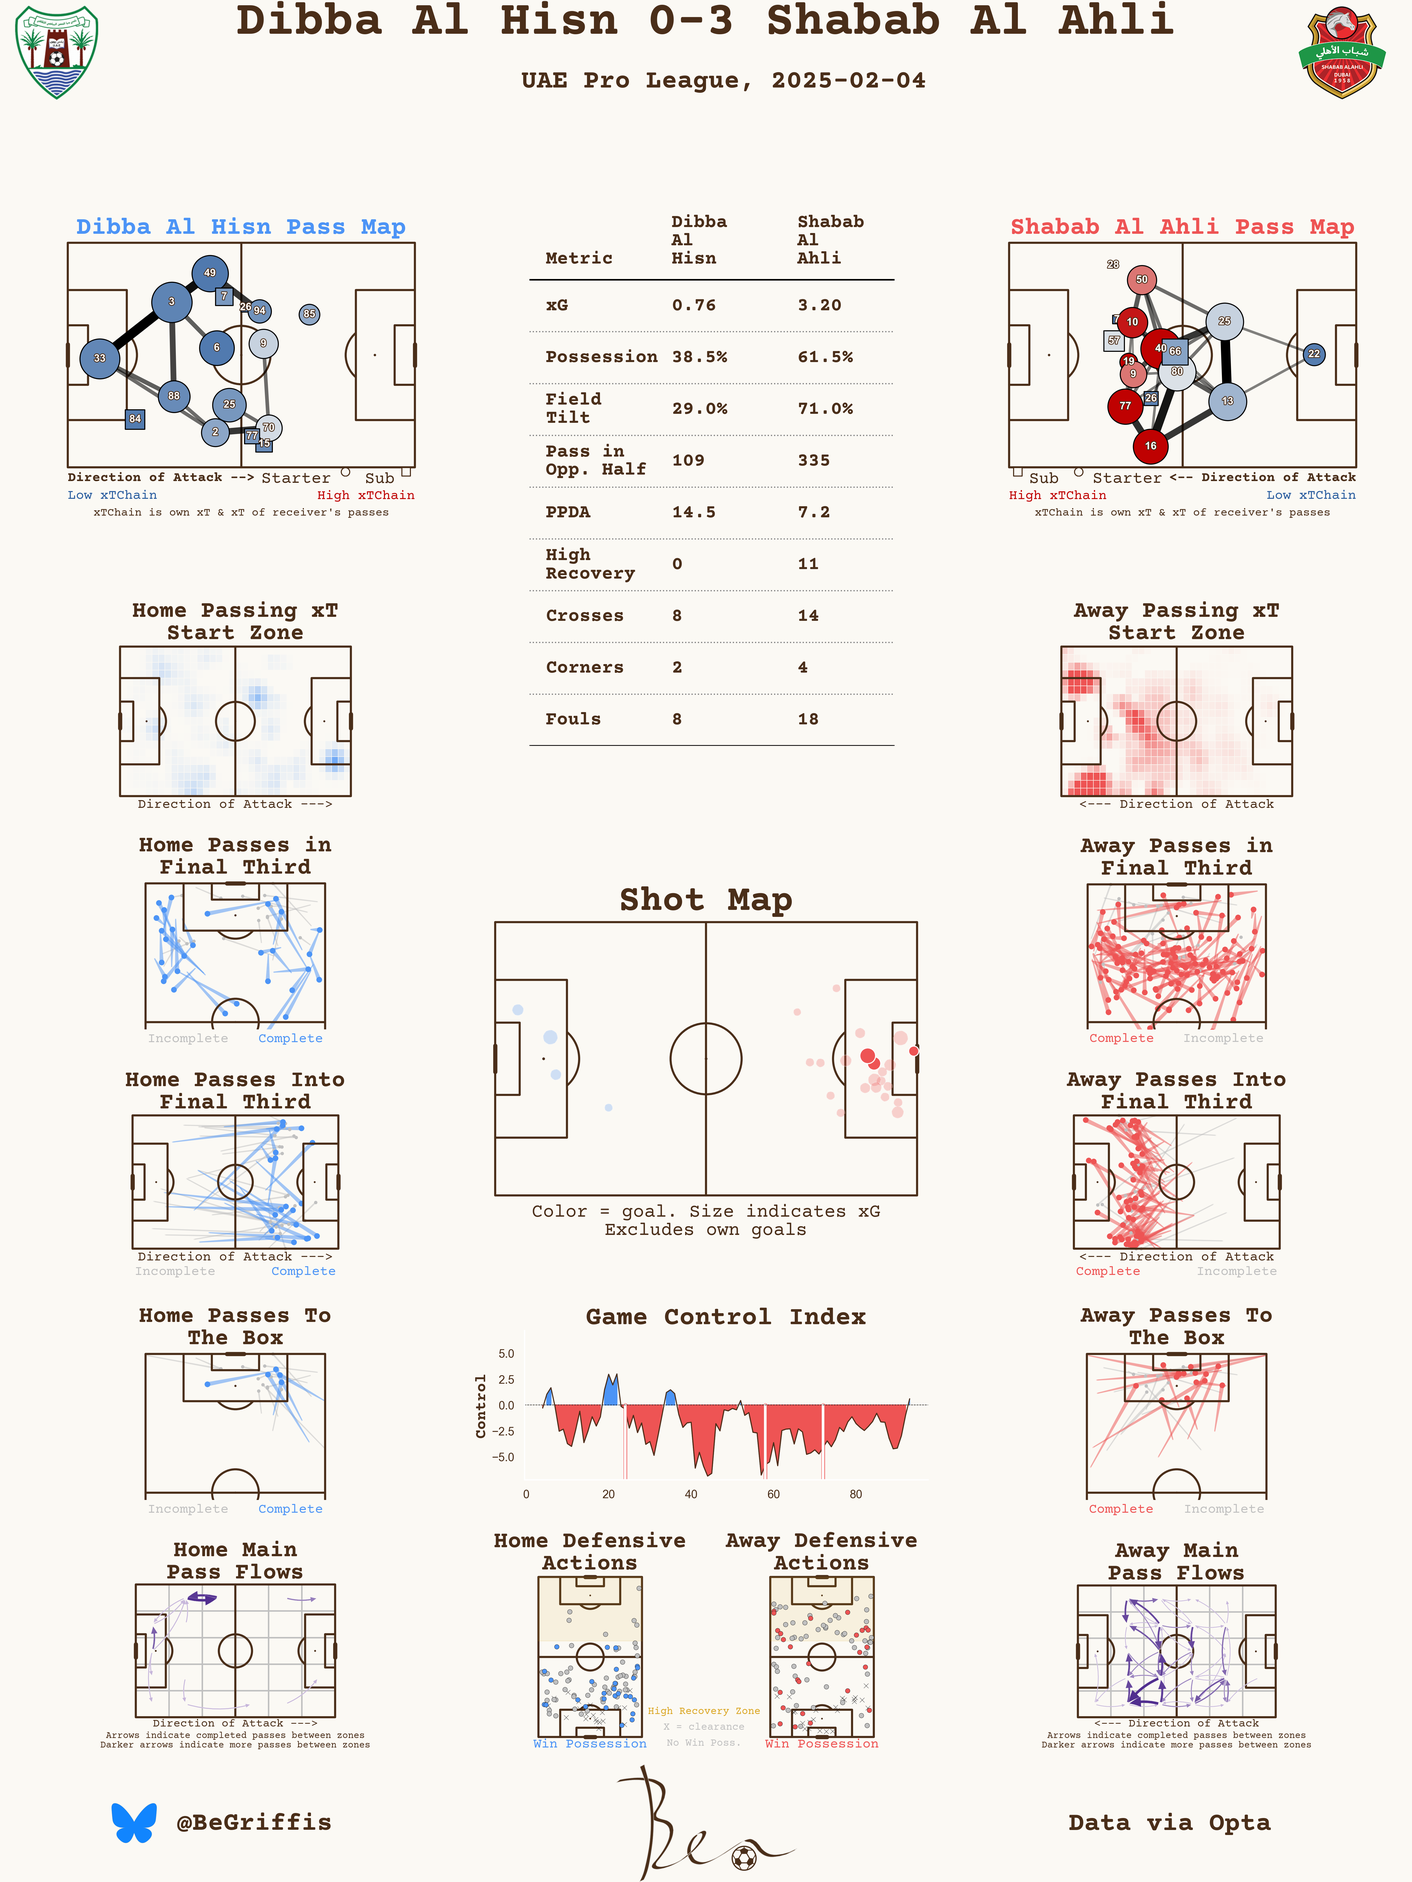 Dibba Al Hisn 0-3 Shabab Al Ahli
UAE Pro League, 2025-02-04
شباب الأهلي
SHABAB ALAHLI
DUBAI
1958
Dibba Al Hisn Pass Map
49
3
7
26
94
85
33
6
9
88
25
84
2
77
70
15
Direction of Attack --> Starter Sub
Low xTChain High xTChain
xTChain is own xT & xT of receiver's passes
Metric
Dibba
Al
Hisn
Shabab
Al
Ahli
xG 0.76 3.20
Possession 38.5% 61.5%
Field
Tilt 29.0% 71.0%
Pass in
Opp. Half 109 335
PPDA 14.5 7.2
High
Recovery 0 11
Crosses 8 14
Corners 2 4
Fouls 8 18
Shabab Al Ahli Pass Map
28
50
7
10
25
57
40
66
22
19
9
80
77
26
13
16
Sub Starter <-- Direction of Attack
High xTChain Low xTChain
xTChain is own xT & xT of receiver's passes
Home Passing xT
Start Zone
Direction of Attack --->
Away Passing xT
Start Zone
<--- Direction of Attack
Home Passes in
Final Third
Incomplete Complete
Away Passes in
Final Third
Complete Incomplete
Shot Map
Color = goal. Size indicates xG
Excludes own goals
Home Passes Into
Final Third
Direction of Attack --->
Incomplete Complete
Away Passes Into
Final Third
<--- Direction of Attack
Complete Incomplete
Home Passes To
The Box
Incomplete Complete
Game Control Index
Control
5.0
2.5
0.0
−2.5
−5.0
0 20 40 60 80
Away Passes To
The Box
Complete Incomplete
Home Main
Pass Flows
Direction of Attack --->
Arrows indicate completed passes between zones
Darker arrows indicate more passes between zones
Home Defensive
Actions
Win Possession
High Recovery Zone
X = clearance
No Win Poss.
Away Defensive
Actions
Win Possession
Away Main
Pass Flows
<--- Direction of Attack
Arrows indicate completed passes between zones
Darker arrows indicate more passes between zones
@BeGriffis
Ben
Data via Opta